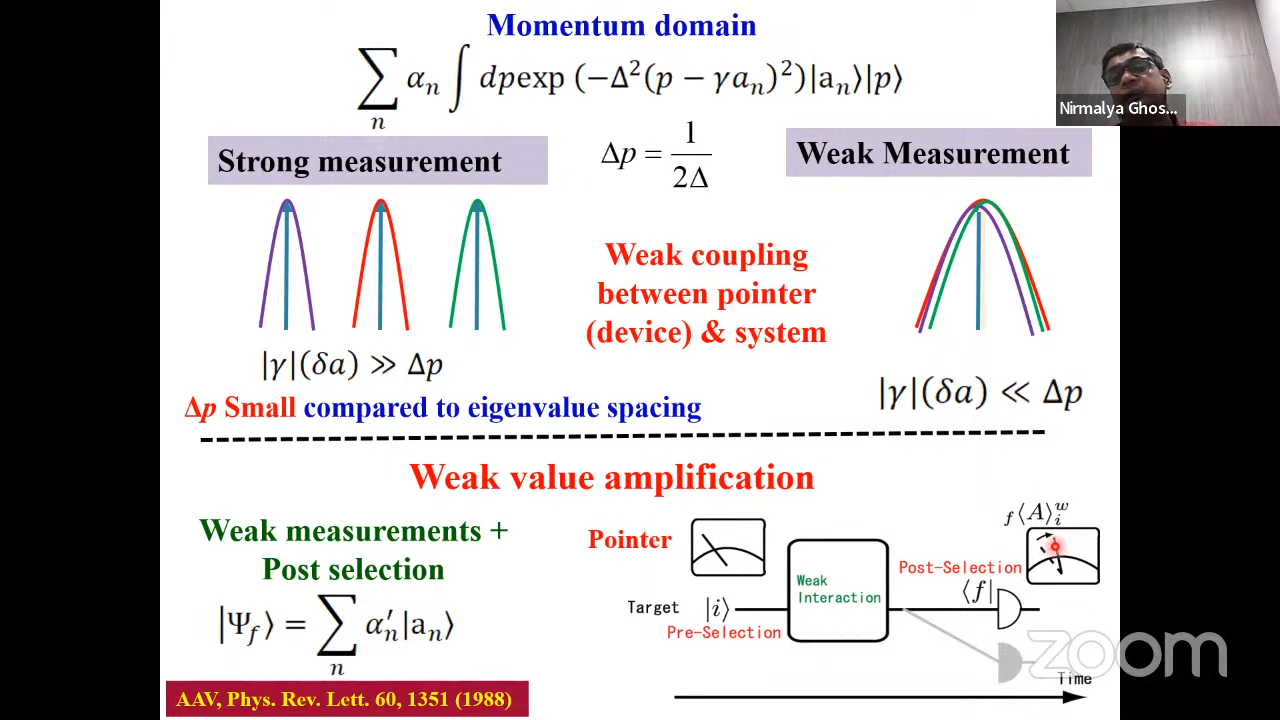 Momentum domain
∑ₙ αₙ ∫ dpexp (−Δ²(p − γaₙ)²)|aₙ⟩|p⟩
Nirmalya Ghos...
Strong measurement
Δp = 1/2Δ
Weak Measurement
Weak coupling
between pointer
(device) & system
|γ|(δa) ≫ Δp
|γ|(δa) ≪ Δp
Δp Small compared to eigenvalue spacing
Weak value amplification
Weak measurements +
Post selection
|Ψ_f⟩ = ∑ₙ α′ₙ|aₙ⟩
AAV, Phys. Rev. Lett. 60, 1351 (1988)
Pointer
f⟨A⟩ᵢʷ
Weak
Interaction
Post-Selection
⟨f|
Target |i⟩
Pre-Selection
zoom
Time